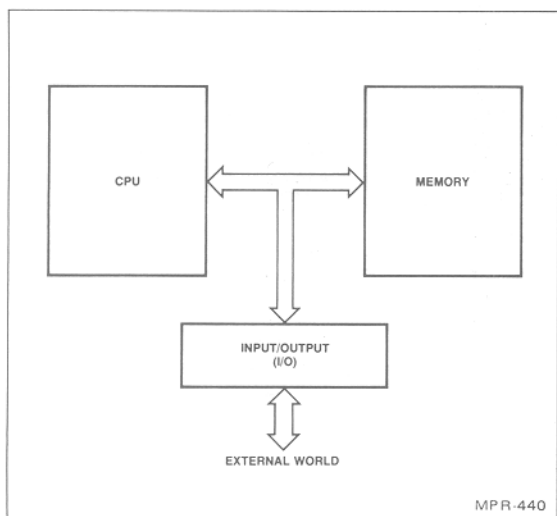 CPU
MEMORY
INPUT/OUTPUT
(I/O)
EXTERNAL WORLD
MPR-440